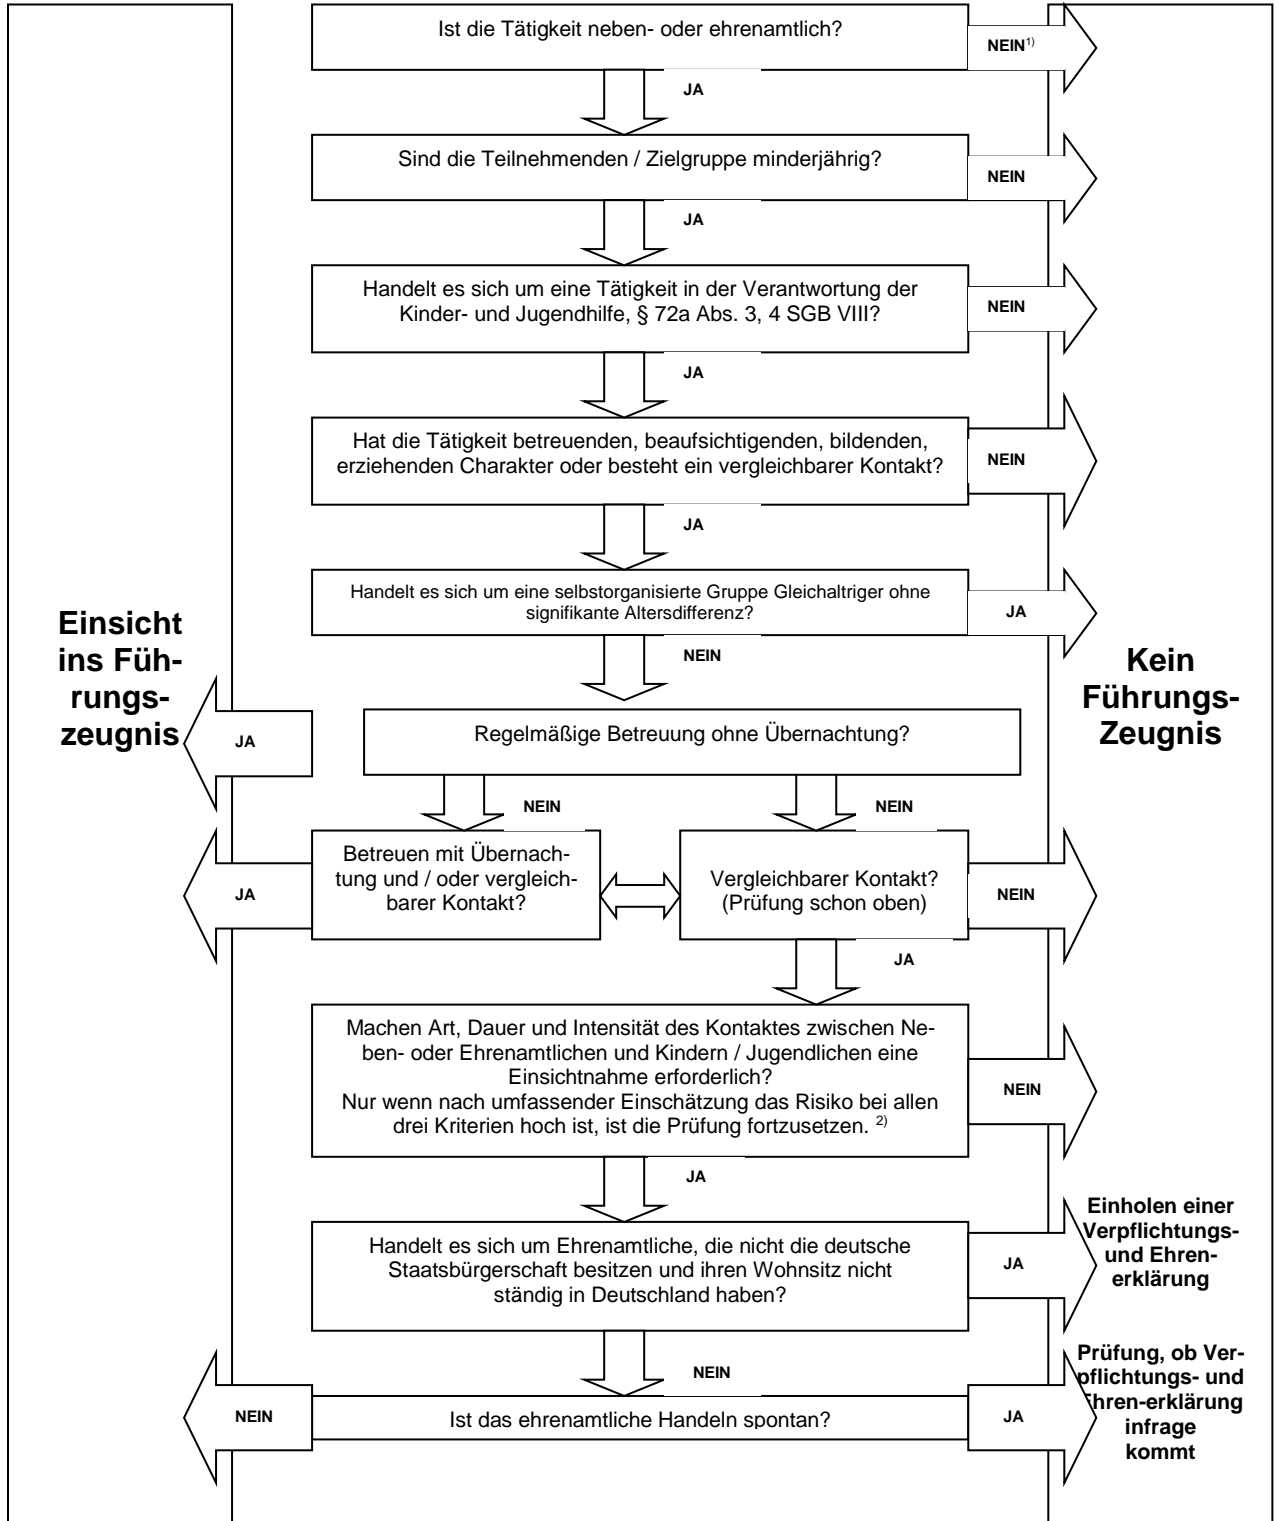 Ist die Tätigkeit neben- oder ehrenamtlich?
NEIN1)
JA
Sind die Teilnehmenden / Zielgruppe minderjährig?
NEIN
JA
Handelt es sich um eine Tätigkeit in der Verantwortung der
Kinder- und Jugendhilfe, § 72a Abs. 3, 4 SGB VIII?
NEIN
JA
Hat die Tätigkeit betreuenden, beaufsichtigenden, bildenden,
erziehenden Charakter oder besteht ein vergleichbarer Kontakt?
NEIN
JA
Handelt es sich um eine selbstorganisierte Gruppe Gleichaltriger ohne
signifikante Altersdifferenz?
JA
NEIN
Einsicht
ins Füh-
rungs-
zeugnis
Kein
Führungs-
Zeugnis
Regelmäßige Betreuung ohne Übernachtung?
JA
NEIN
NEIN
Betreuen mit Übernach-
tung und / oder vergleich-
barer Kontakt?
JA
Vergleichbarer Kontakt?
(Prüfung schon oben)
NEIN
JA
Machen Art, Dauer und Intensität des Kontaktes zwischen Ne-
ben- oder Ehrenamtlichen und Kindern / Jugendlichen eine
Einsichtnahme erforderlich?
Nur wenn nach umfassender Einschätzung das Risiko bei allen
drei Kriterien hoch ist, ist die Prüfung fortzusetzen. 2)
NEIN
JA
Handelt es sich um Ehrenamtliche, die nicht die deutsche
Staatsbürgerschaft besitzen und ihren Wohnsitz nicht
ständig in Deutschland haben?
JA
Einholen einer
Verpflichtungs-
und Ehren-
erklärung
NEIN
Ist das ehrenamtliche Handeln spontan?
NEIN
JA
Prüfung, ob Ver-
pflichtungs- und
Ehren-erklärung
infrage
kommt